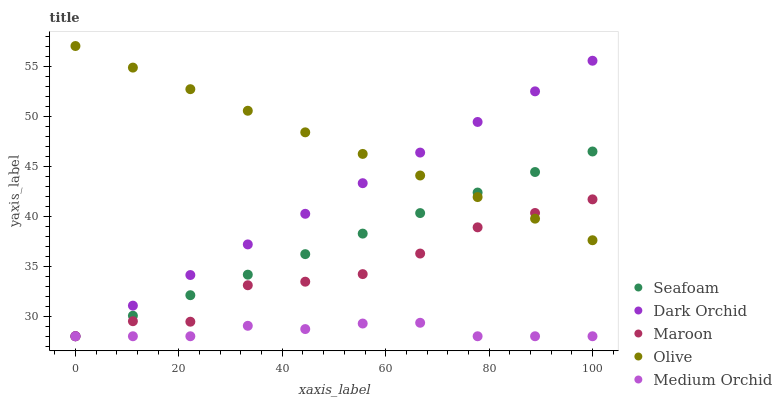 title
yaxis_label
55
50
45
40
35
30
0 20 40 60 80 100
xaxis_label
Seafoam
Dark Orchid
Maroon
Olive
Medium Orchid